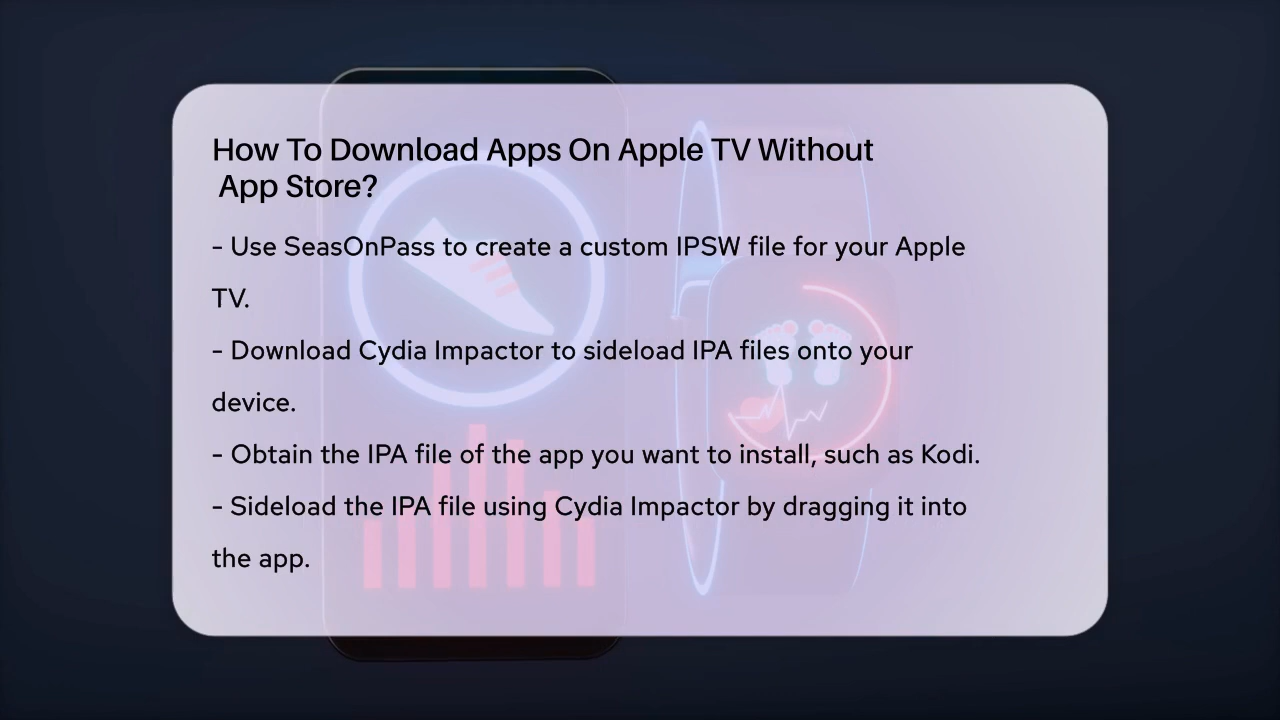 How To Download Apps On Apple TV Without
App Store?
- Use SeasOnPass to create a custom IPSW file for your Apple
TV.
- Download Cydia Impactor to sideload IPA files onto your
device.
- Obtain the IPA file of the app you want to install, such as Kodi.
- Sideload the IPA file using Cydia Impactor by dragging it into
the app.